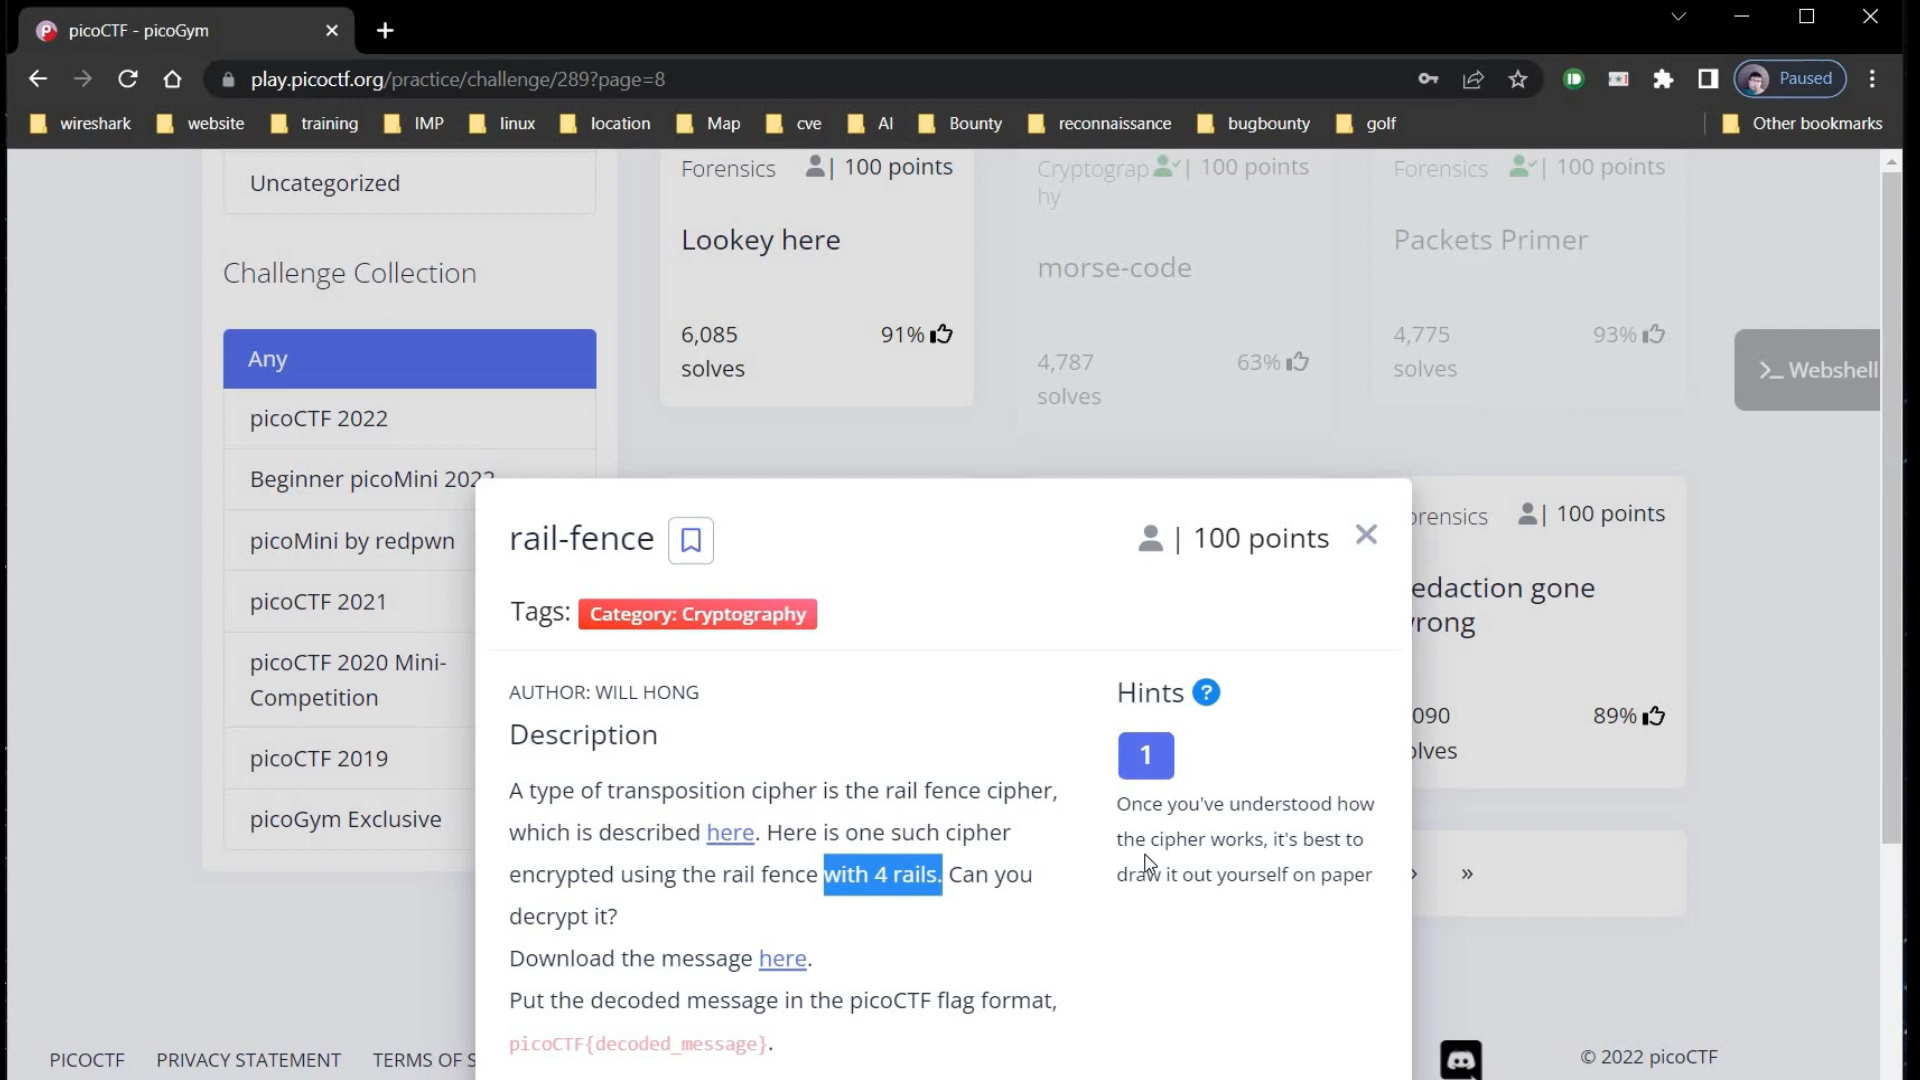 picoCTF - picoGym
play.picoctf.org/practice/challenge/289?page=8
Paused
wireshark website training IMP linux location Map cve AI Bounty reconnaissance bugbounty golf Other bookmarks
Uncategorized
Challenge Collection
Any
picoCTF 2022
Beginner picoMini 2022
picoMini by redpwn
picoCTF 2021
picoCTF 2020 Mini-
Competition
picoCTF 2019
picoGym Exclusive
Forensics | 100 points
Lookey here
6,085
solves
91%
Cryptograp | 100 points
hy
morse-code
4,787
solves
63%
Forensics | 100 points
Packets Primer
4,775
solves
93%
>_ Webshell
rail-fence
| 100 points
Tags: Category: Cryptography
AUTHOR: WILL HONG
Description
A type of transposition cipher is the rail fence cipher,
which is described here. Here is one such cipher
encrypted using the rail fence with 4 rails. Can you
decrypt it?
Download the message here.
Put the decoded message in the picoCTF flag format,
picoCTF{decoded_message}.
Hints ?
1
Once you've understood how
the cipher works, it's best to
draw it out yourself on paper
orensics | 100 points
edaction gone
rong
090
olves
89%
»
PICOCTF PRIVACY STATEMENT TERMS OF S
© 2022 picoCTF